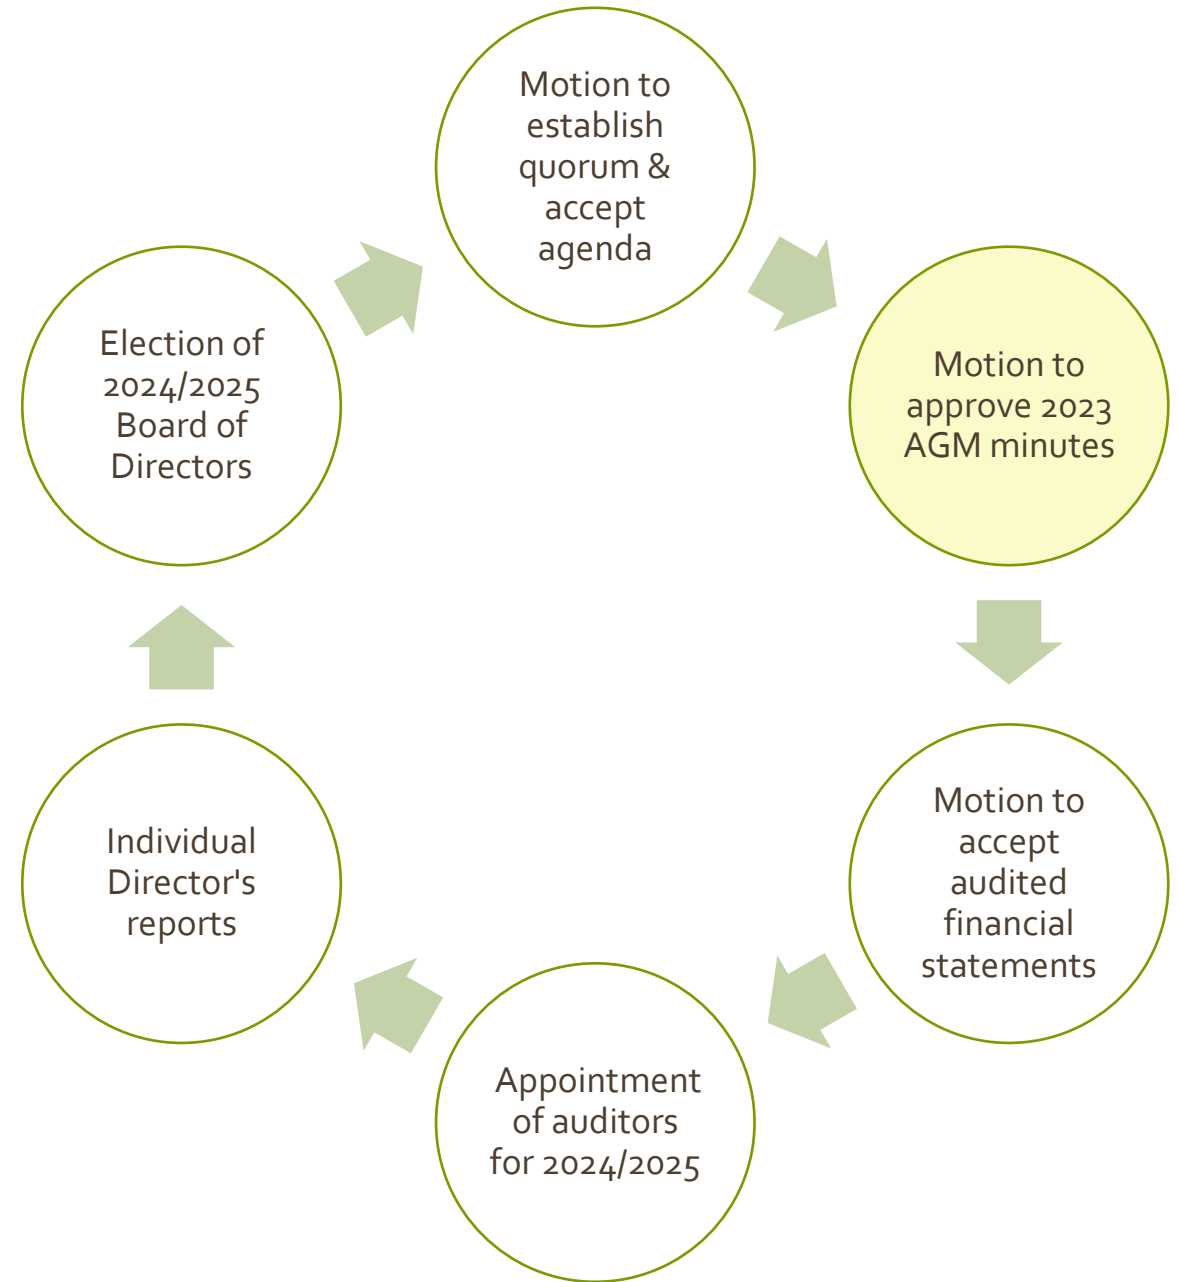 Motion to
establish
quorum &
accept
agenda
Motion to
approve 2023
AGM minutes
Motion to
accept
audited
financial
statements
Appointment
of auditors
for 2024/2025
Individual
Director's
reports
Election of
2024/2025
Board of
Directors